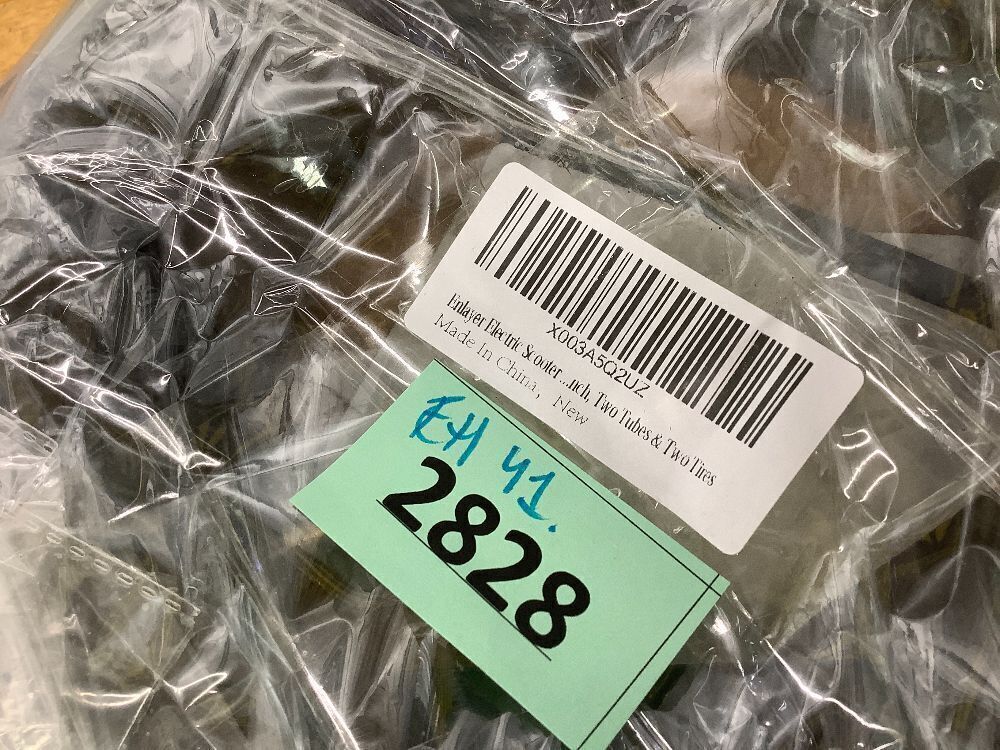 X003A5Q2UZ
Enlayer Electric Scooter ...nch, Two Tubes & Two Tires
Made In China, New
EH 41.
2828